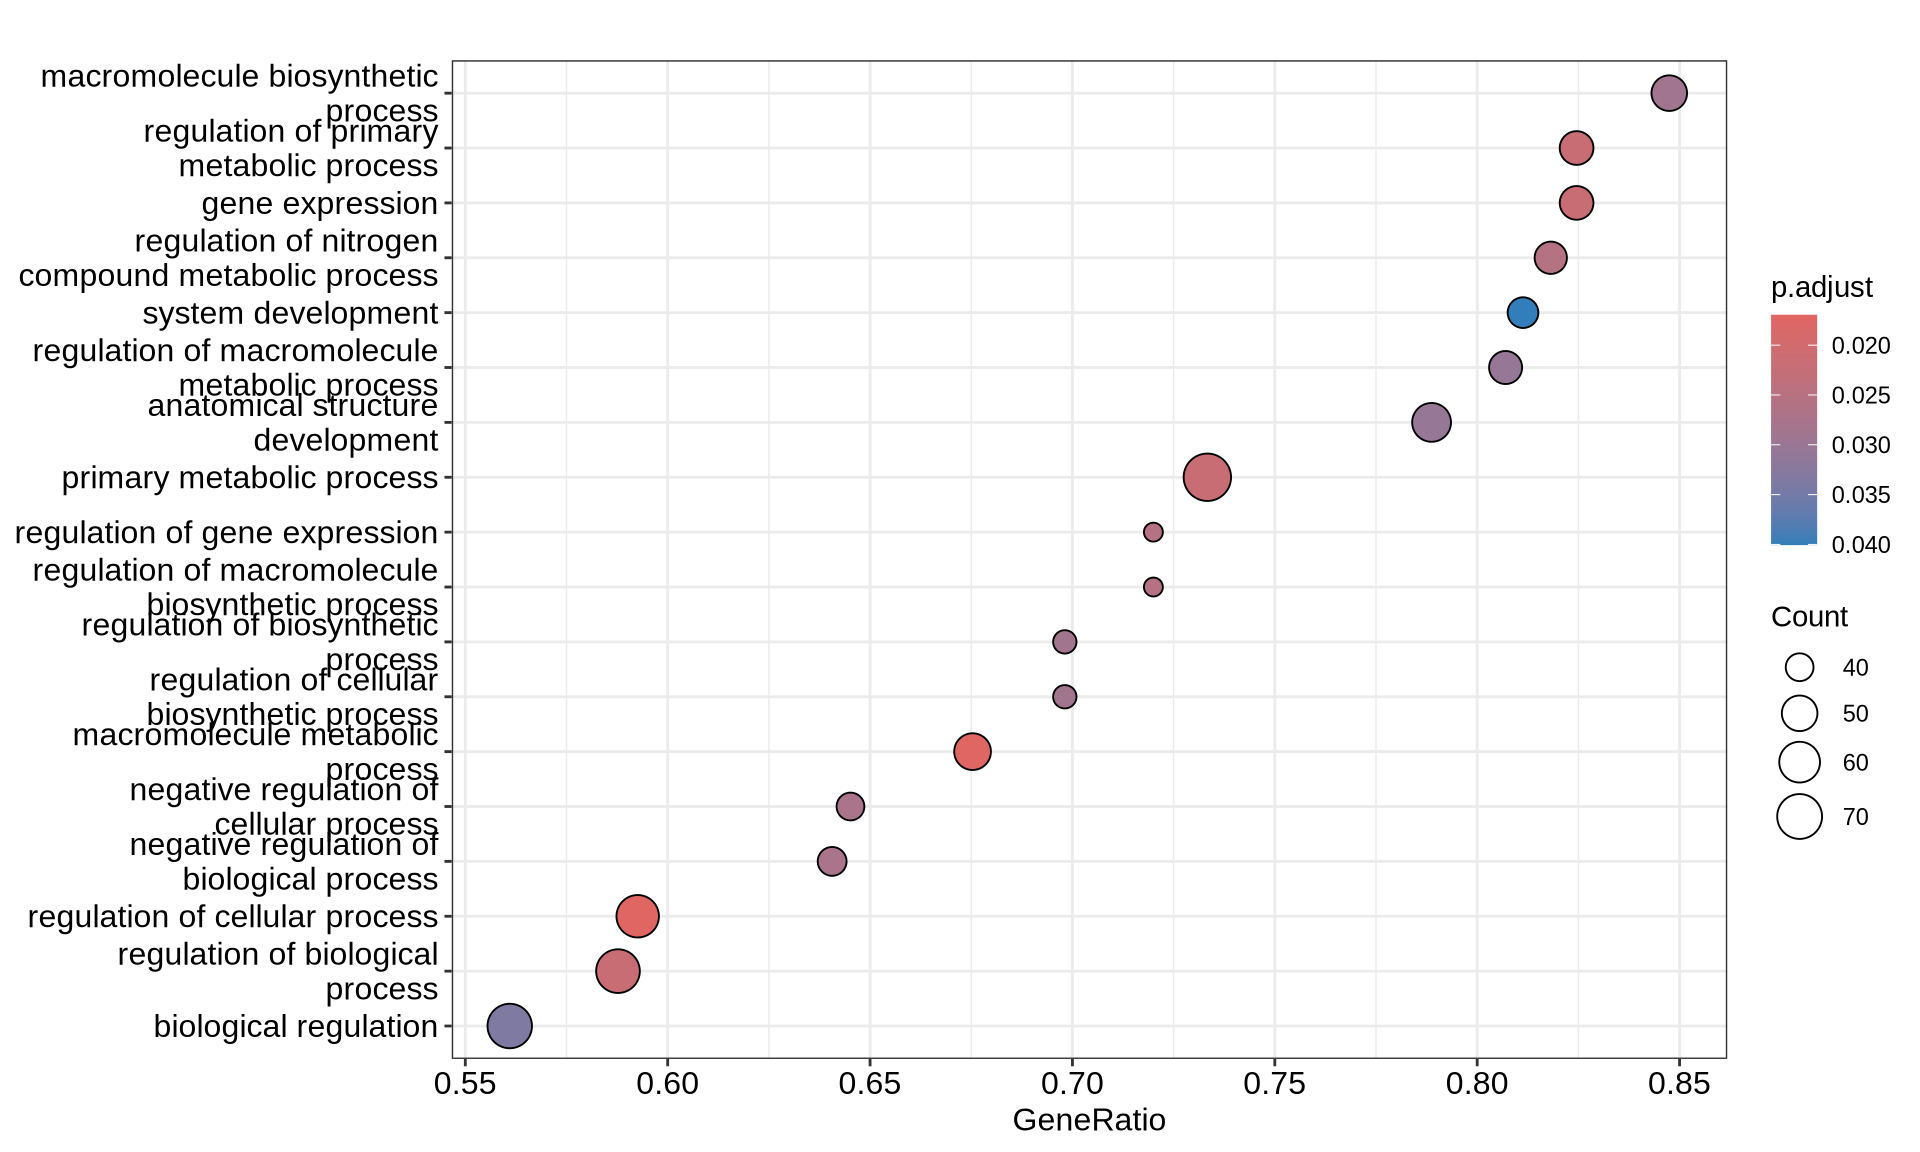 macromolecule biosynthetic
process
regulation of primary
metabolic process
gene expression
regulation of nitrogen
compound metabolic process
system development
regulation of macromolecule
metabolic process
anatomical structure
development
primary metabolic process
regulation of gene expression
regulation of macromolecule
biosynthetic process
regulation of biosynthetic
process
regulation of cellular
biosynthetic process
macromolecule metabolic
process
negative regulation of
cellular process
negative regulation of
biological process
regulation of cellular process
regulation of biological
process
biological regulation
0.55 0.60 0.65 0.70 0.75 0.80 0.85
GeneRatio
p.adjust
0.020
0.025
0.030
0.035
0.040
Count
40
50
60
70